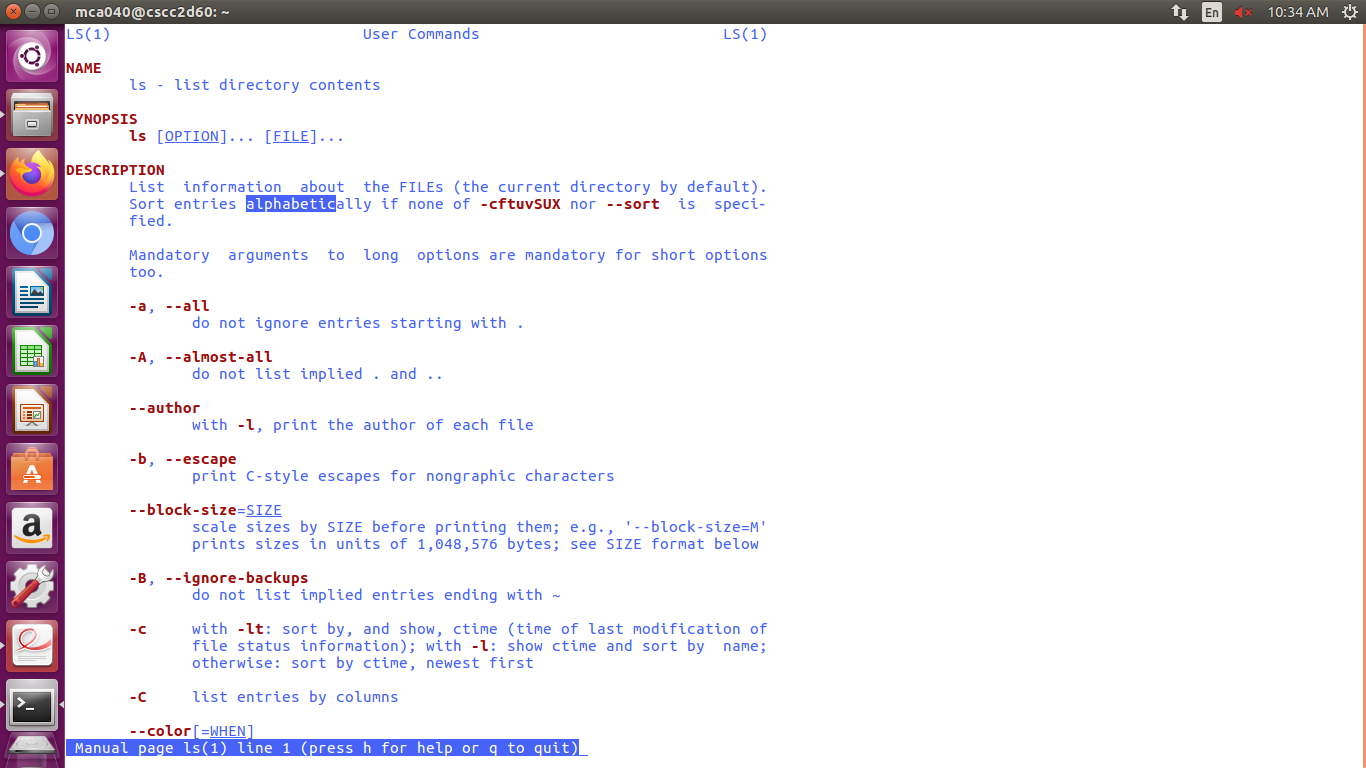 mca040@cscc2d60: ~
En
10:34 AM
LS(1) User Commands LS(1)
NAME
ls - list directory contents
SYNOPSIS
ls [OPTION]... [FILE]...
DESCRIPTION
List information about the FILEs (the current directory by default).
Sort entries alphabetically if none of -cftuvSUX nor --sort is speci-
fied.
Mandatory arguments to long options are mandatory for short options
too.
-a, --all
do not ignore entries starting with .
-A, --almost-all
do not list implied . and ..
--author
with -l, print the author of each file
-b, --escape
print C-style escapes for nongraphic characters
--block-size=SIZE
scale sizes by SIZE before printing them; e.g., '--block-size=M'
prints sizes in units of 1,048,576 bytes; see SIZE format below
-B, --ignore-backups
do not list implied entries ending with ~
-c with -lt: sort by, and show, ctime (time of last modification of
file status information); with -l: show ctime and sort by name;
otherwise: sort by ctime, newest first
-C list entries by columns
--color[=WHEN]
Manual page ls(1) line 1 (press h for help or q to quit)